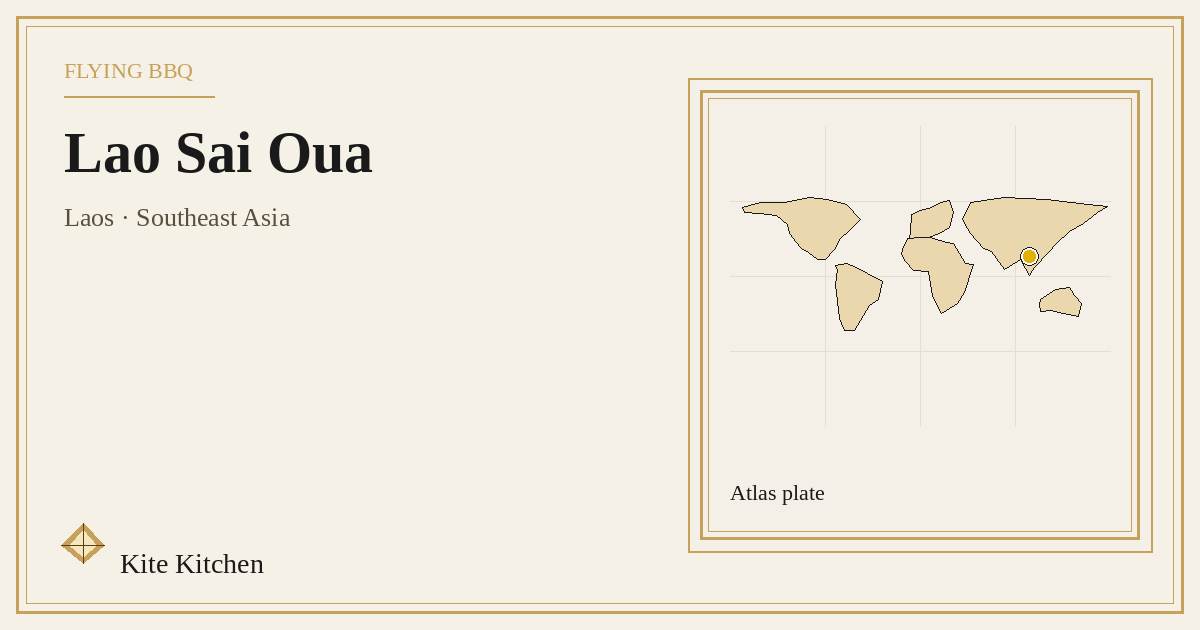 FLYING BBQ
Lao Sai Oua
Laos · Southeast Asia
Atlas plate
Kite Kitchen